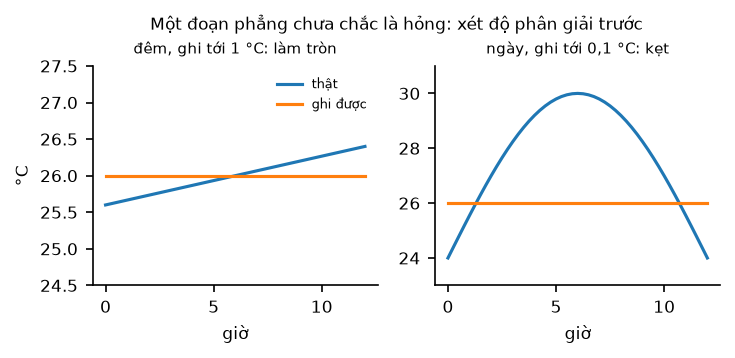 Một đoạn phẳng chưa chắc là hỏng: xét độ phân giải trước
đêm, ghi tới 1 °C: làm tròn
27.5
27.0
26.5
26.0
25.5
25.0
24.5
°C
thật
ghi được
0
5
10
giờ
ngày, ghi tới 0,1 °C: kẹt
30
28
26
24
0
5
10
giờ